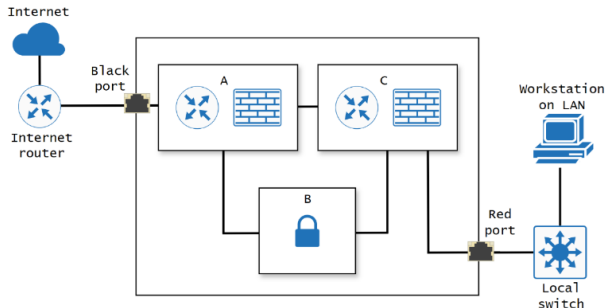 Internet
Black
port
Internet
router
A
C
B
Workstation
on LAN
Red
port
Local
switch